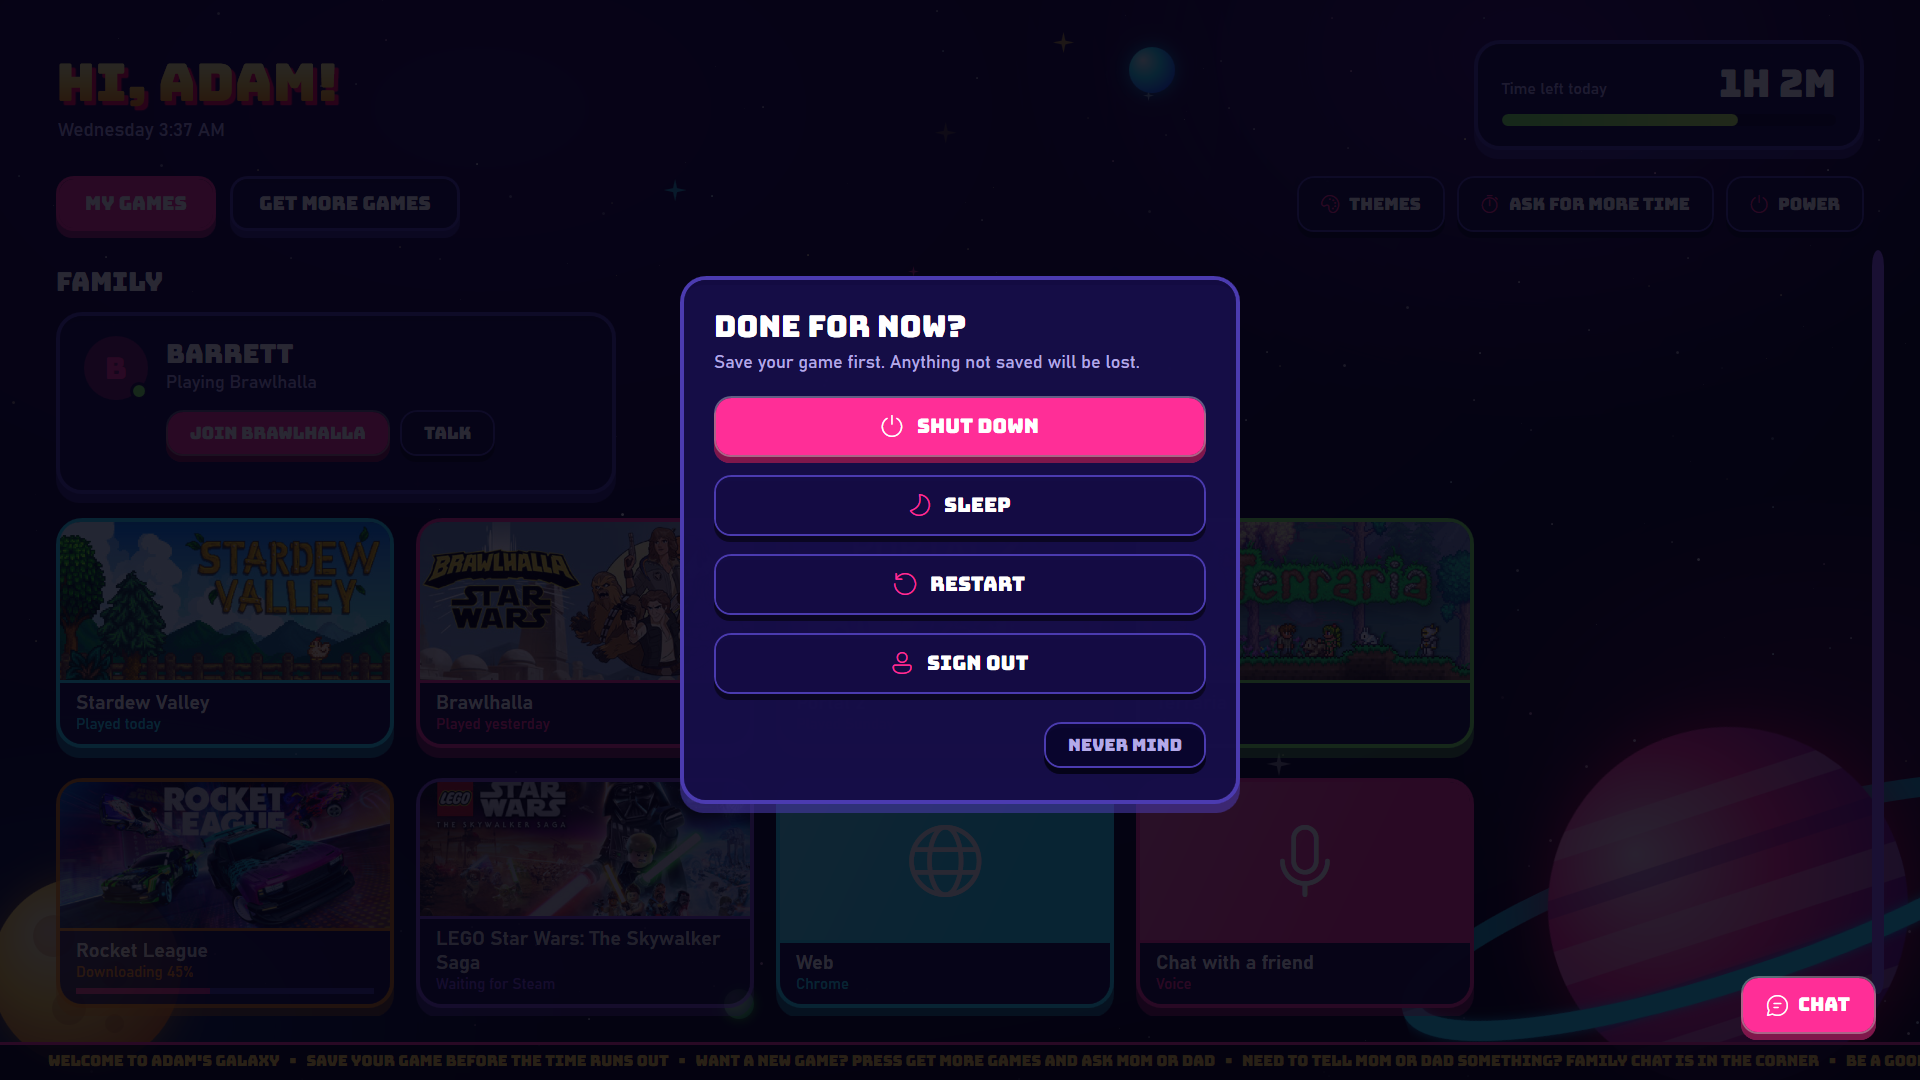 HI, ADAM!
Wednesday 3:37 AM
Time left today
1H 2M
MY GAMES
GET MORE GAMES
THEMES
ASK FOR MORE TIME
POWER
FAMILY
B
BARRETT
Playing Brawlhalla
JOIN BRAWLHALLA
TALK
DONE FOR NOW?
Save your game first. Anything not saved will be lost.
SHUT DOWN
SLEEP
RESTART
SIGN OUT
NEVER MIND
STARDEW
VALLEY
Stardew Valley
Played today
BRAWLHALLA
STAR
WARS
Brawlhalla
Played yesterday
Terraria
ROCKET
LEAGUE
Rocket League
Downloading 45%
LEGO
STAR
WARS
THE SKYWALKER SAGA
LEGO Star Wars: The Skywalker
Saga
Waiting for Steam
Web
Chrome
Chat with a friend
Voice
CHAT
WELCOME TO ADAM'S GALAXY ▪ SAVE YOUR GAME BEFORE THE TIME RUNS OUT ▪ WANT A NEW GAME? PRESS GET MORE GAMES AND ASK MOM OR DAD ▪ NEED TO TELL MOM OR DAD SOMETHING? FAMILY CHAT IS IN THE CORNER ▪ BE A GOO